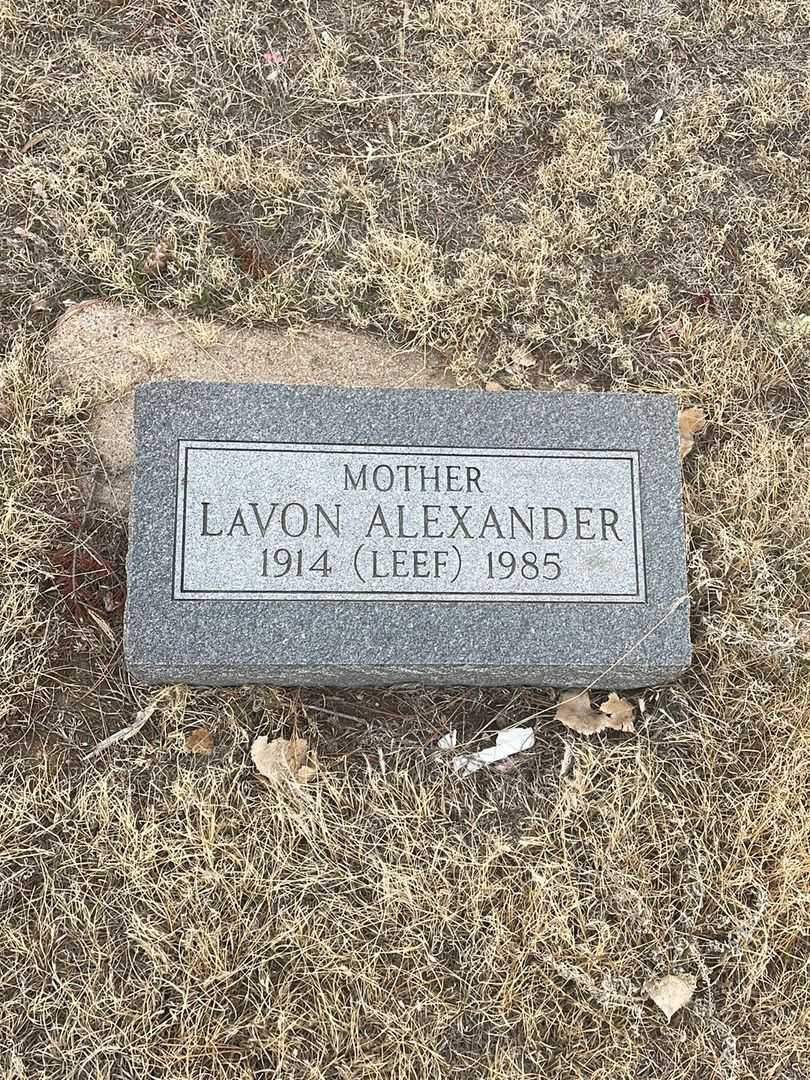 MOTHER
LAVON ALEXANDER
1914 (LEEF) 1985